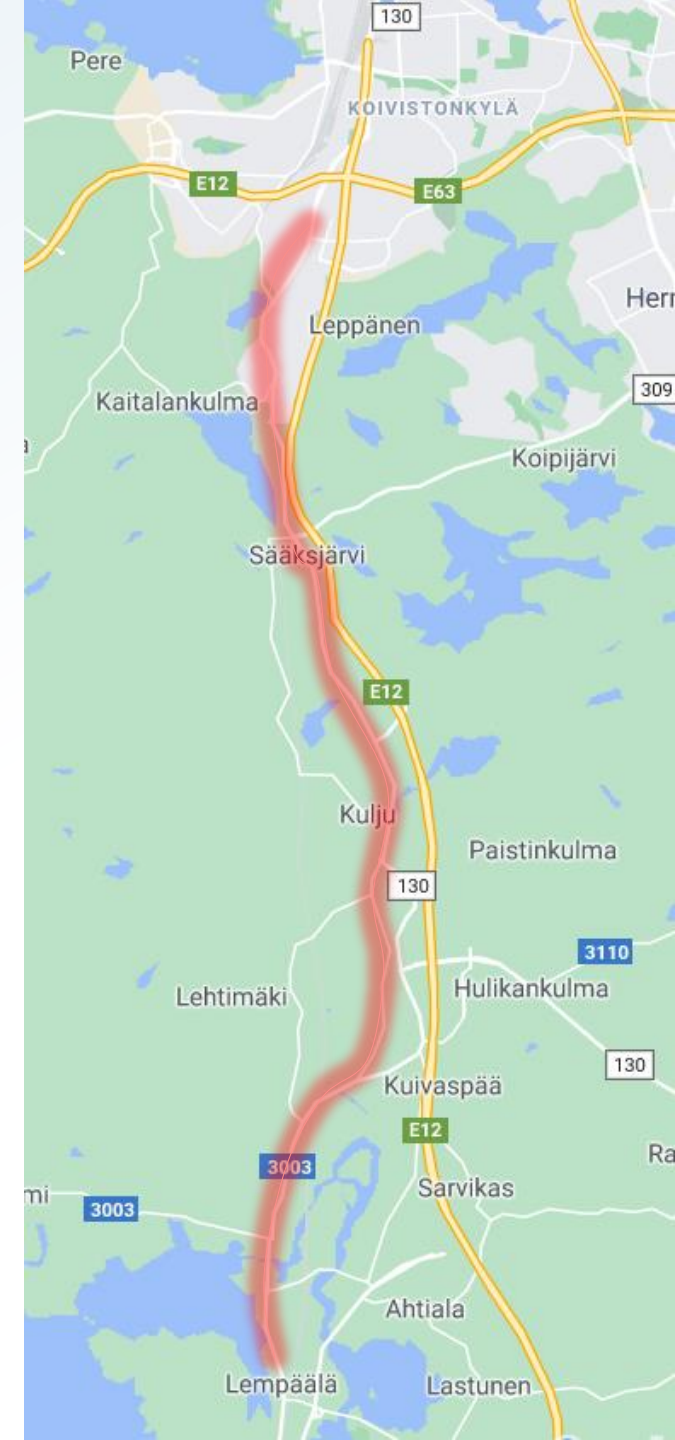 130
Pere
KOIVISTONKYLÄ
E12
E63
Herr
Leppänen
309
Kaitalankulma
a
Koipijärvi
Sääksjärvi
E12
Kulju
Paistinkulma
130
3110
Lehtimäki
Hulikankulma
130
Kuivaspää
E12
Ra
3003
Sarvikas
mi
3003
Ahtiala
Lempäälä
Lastunen